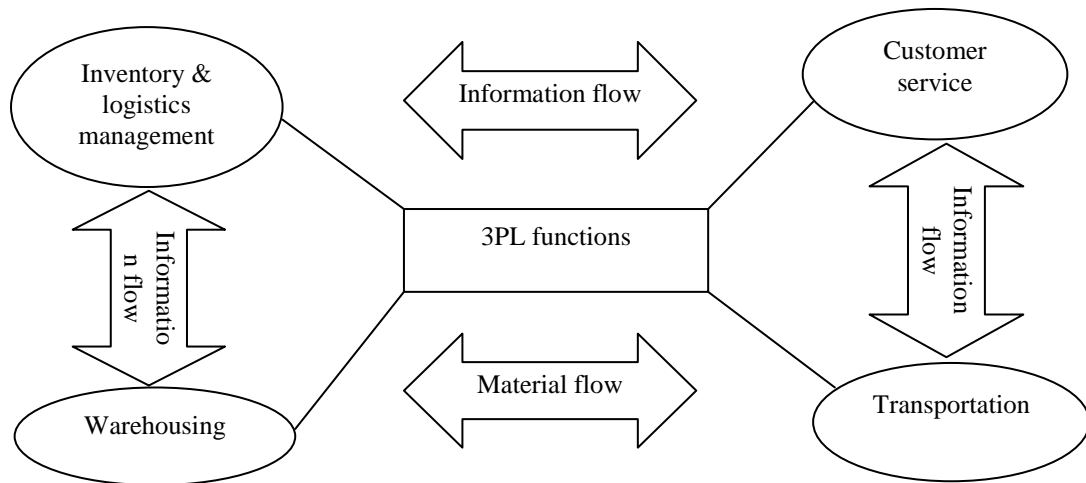 Inventory &
logistics
management
Information flow
Customer
service
Informatio
n flow
3PL functions
Information
flow
Warehousing
Material flow
Transportation